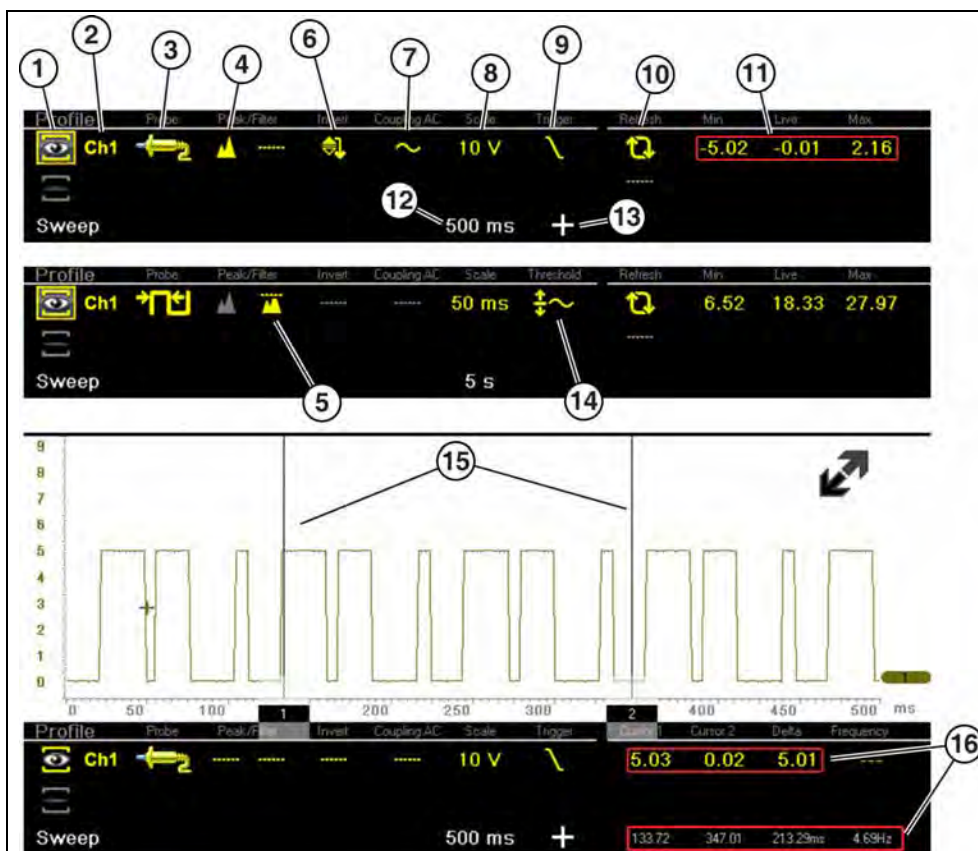 1 2 3 4 6 7 8 9 10 11
Profile Probe Peak/Filter Invert Coupling AC Scale Trigger Refresh Min Live Max
Ch1 10 V -5.02 -0.01 2.16
12 13
Sweep 500 ms
Profile Probe Peak/Filter Invert Coupling AC Scale Threshold Refresh Min Live Max
Ch1 50 ms 6.52 18.33 27.97
Sweep 5 s
5 14
9
8
7
6
5
4
3
2
1
0
15
1
0 50 100 200 250 300 400 450 500 ms
1 2
Profile Probe Invert Coupling AC Scale Trigger Cursor 1 Cursor 2 Delta Frequency
Ch1 10 V 5.03 0.02 5.01 ---
16
Sweep 500 ms 133.72 347.01 213.29ms 4.69Hz